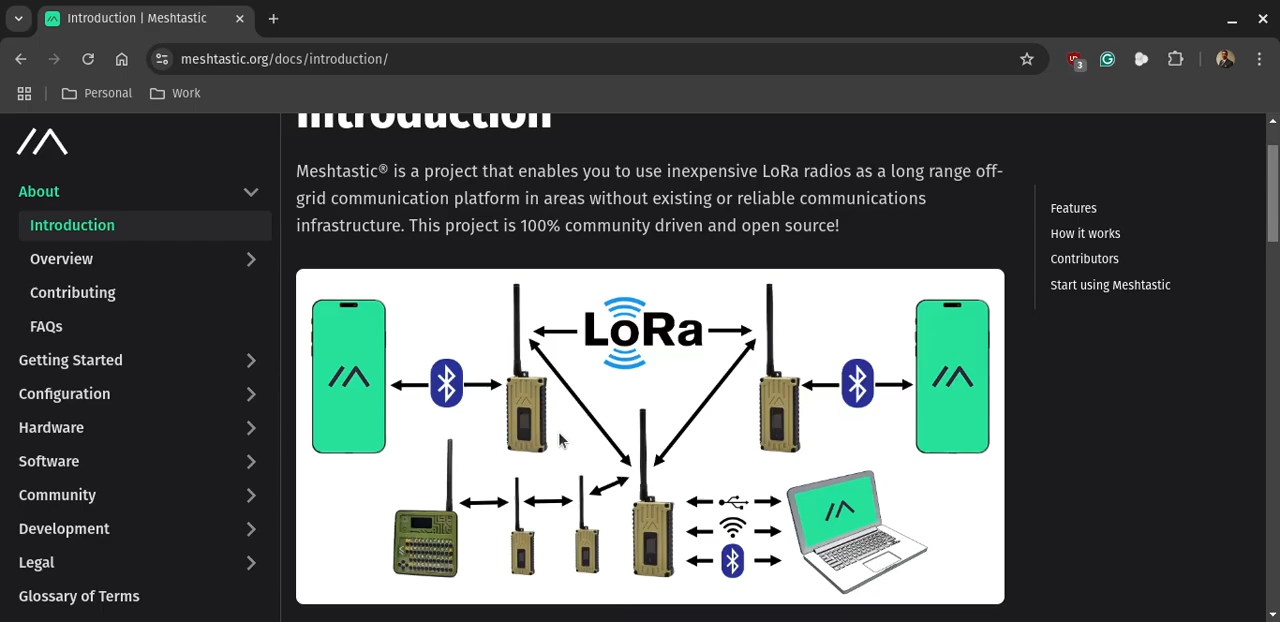 Introduction | Meshtastic
meshtastic.org/docs/introduction/
3
Personal
Work
About
Introduction
Overview
Contributing
FAQs
Getting Started
Configuration
Hardware
Software
Community
Development
Legal
Glossary of Terms
Introduction
Meshtastic® is a project that enables you to use inexpensive LoRa radios as a long range off-
grid communication platform in areas without existing or reliable communications
infrastructure. This project is 100% community driven and open source!
LoRa
Features
How it works
Contributors
Start using Meshtastic